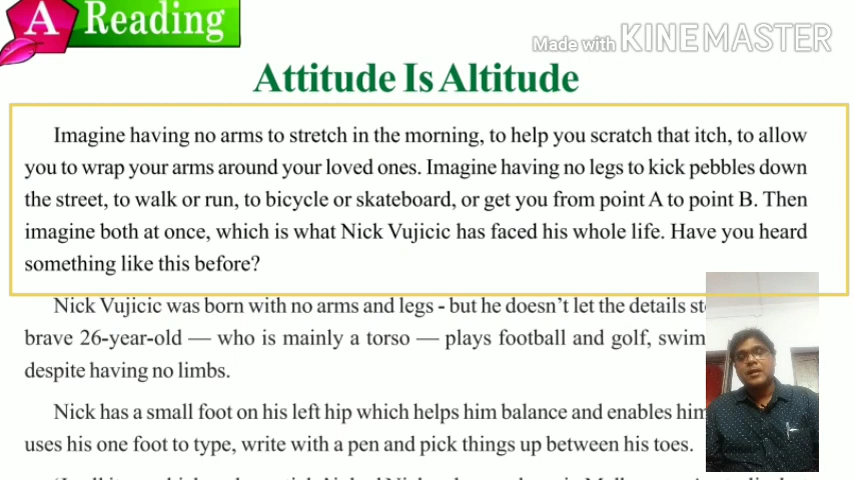 A Reading
Made with KINEMASTER
Attitude Is Altitude
Imagine having no arms to stretch in the morning, to help you scratch that itch, to allow
you to wrap your arms around your loved ones. Imagine having no legs to kick pebbles down
the street, to walk or run, to bicycle or skateboard, or get you from point A to point B. Then
imagine both at once, which is what Nick Vujicic has faced his whole life. Have you heard
something like this before?
Nick Vujicic was born with no arms and legs - but he doesn't let the details
brave 26-year-old — who is mainly a torso — plays football and golf,
despite having no limbs.
Nick has a small foot on his left hip which helps him balance and enables him
uses his one foot to type, write with a pen and pick things up between his toes.